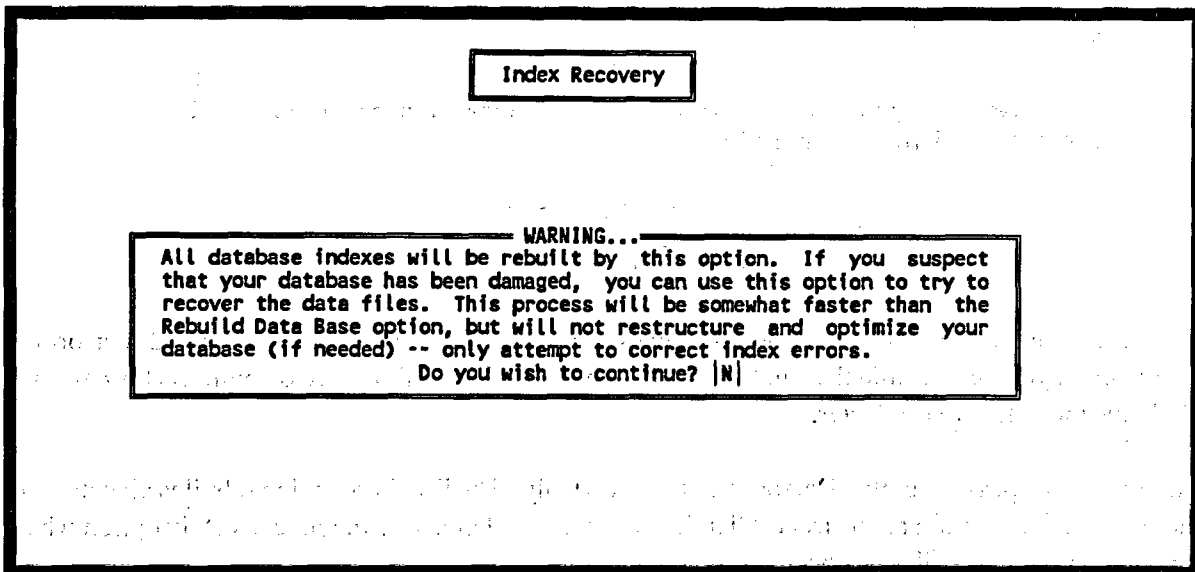 Index Recovery
WARNING...
All database indexes will be rebuilt by this option. If you suspect
that your database has been damaged, you can use this option to try to
recover the data files. This process will be somewhat faster than the
Rebuild Data Base option, but will not restructure and optimize your
database (if needed) -- only attempt to correct index errors.
Do you wish to continue? |N|